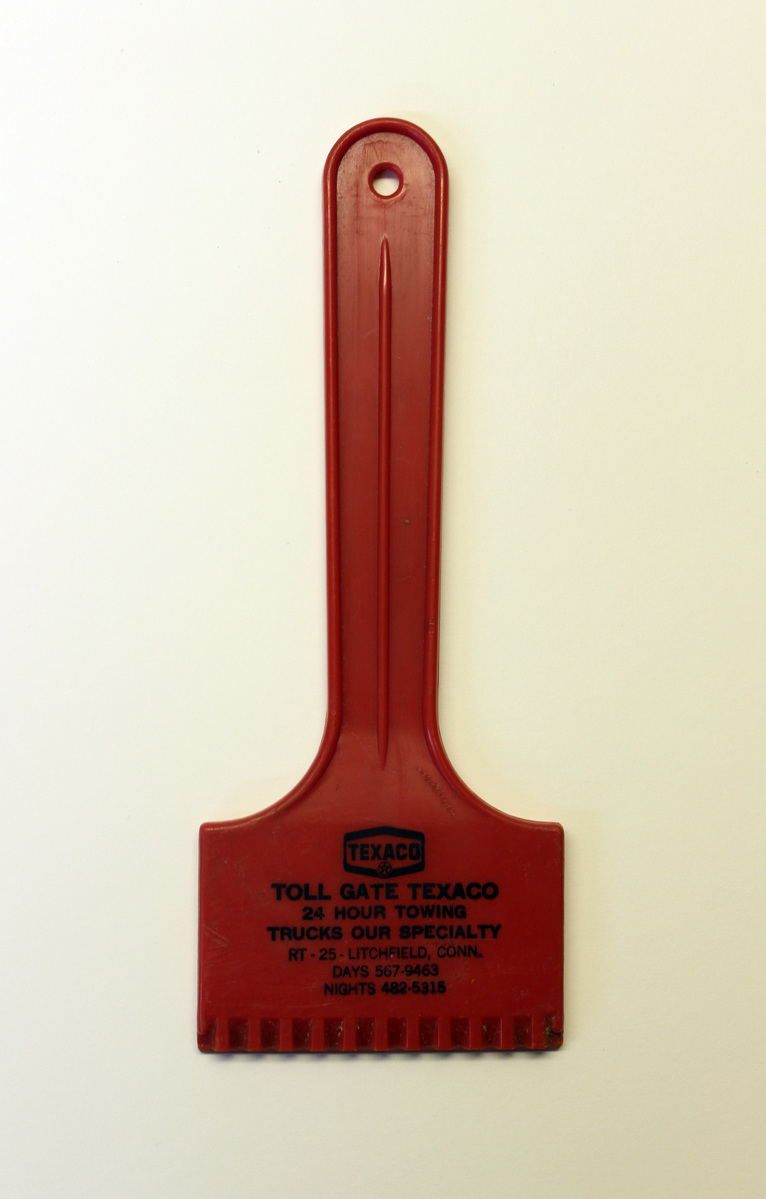 TEXACO
TOLL GATE TEXACO
24 HOUR TOWING
TRUCKS OUR SPECIALTY
RT - 25 - LITCHFIELD, CONN.
DAYS 567-9463
NIGHTS 482-5315